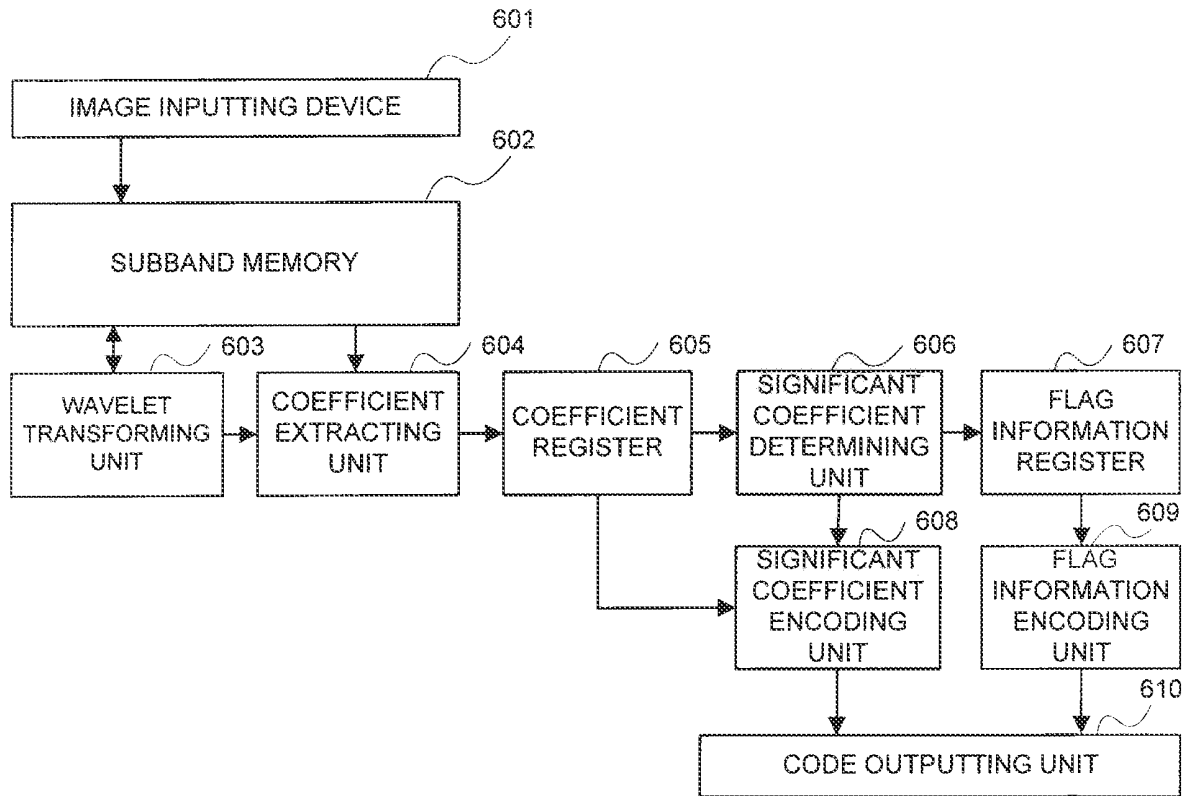 601
IMAGE INPUTTING DEVICE
602
SUBBAND MEMORY
603
WAVELET
TRANSFORMING
UNIT
604
COEFFICIENT
EXTRACTING
UNIT
605
COEFFICIENT
REGISTER
606
SIGNIFICANT
COEFFICIENT
DETERMINING
UNIT
607
FLAG
INFORMATION
REGISTER
608
SIGNIFICANT
COEFFICIENT
ENCODING
UNIT
609
FLAG
INFORMATION
ENCODING
UNIT
610
CODE OUTPUTTING UNIT